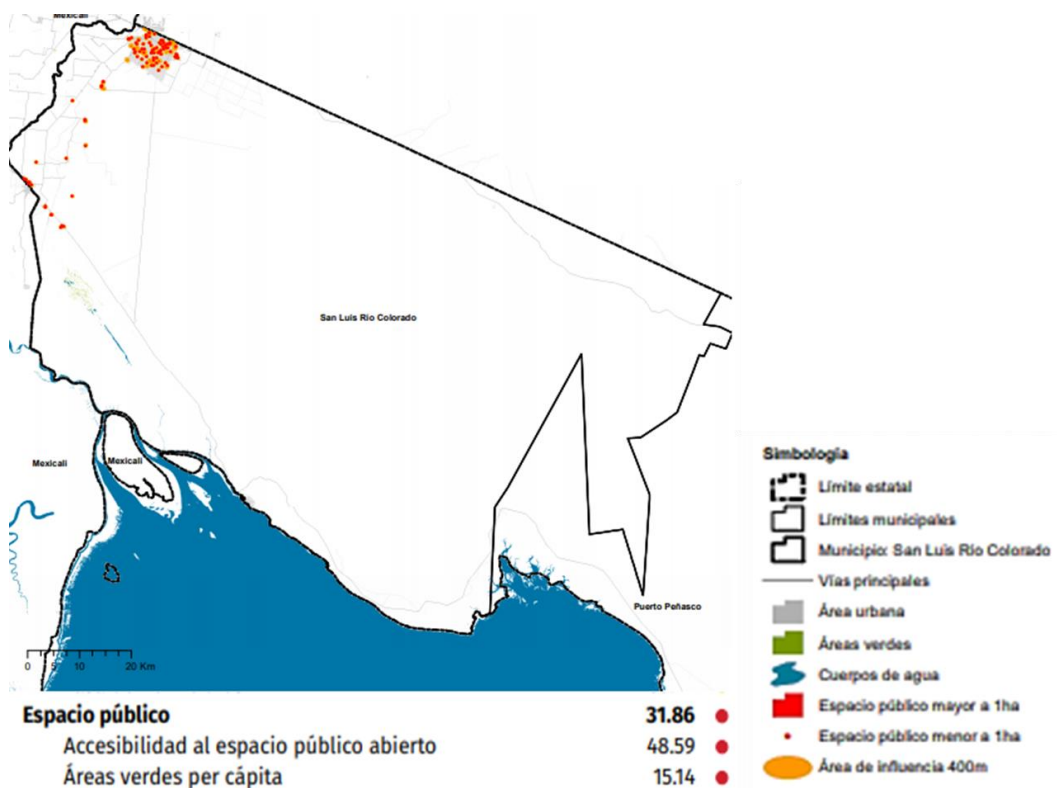 Mexicali
San Luis Río Colorado
Mexicali
Mexicali
Puerto Peñasco
0 5 10 20 Km
Simbología
Límite estatal
Límites municipales
Municipio: San Luis Río Colorado
Vías principales
Área urbana
Áreas verdes
Cuerpos de agua
Espacio público mayor a 1ha
Espacio público menor a 1ha
Área de influencia 400m
Espacio público 31.86
Accesibilidad al espacio público abierto 48.59
Áreas verdes per cápita 15.14